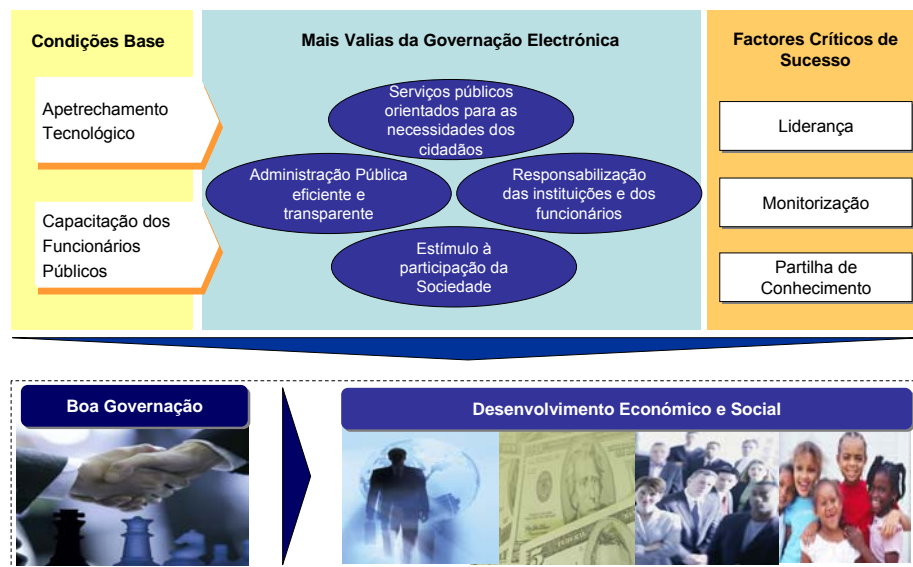 Condições Base
Apetrechamento
Tecnológico
Capacitação dos
Funcionários
Públicos
Mais Valias da Governação Electrónica
Serviços públicos
orientados para as
necessidades dos
cidadãos
Administração Pública
eficiente e
transparente
Responsabilização
das instituições e dos
funcionários
Estímulo à
participação da
Sociedade
Factores Críticos de
Sucesso
Liderança
Monitorização
Partilha de
Conhecimento
Boa Governação
Desenvolvimento Económico e Social